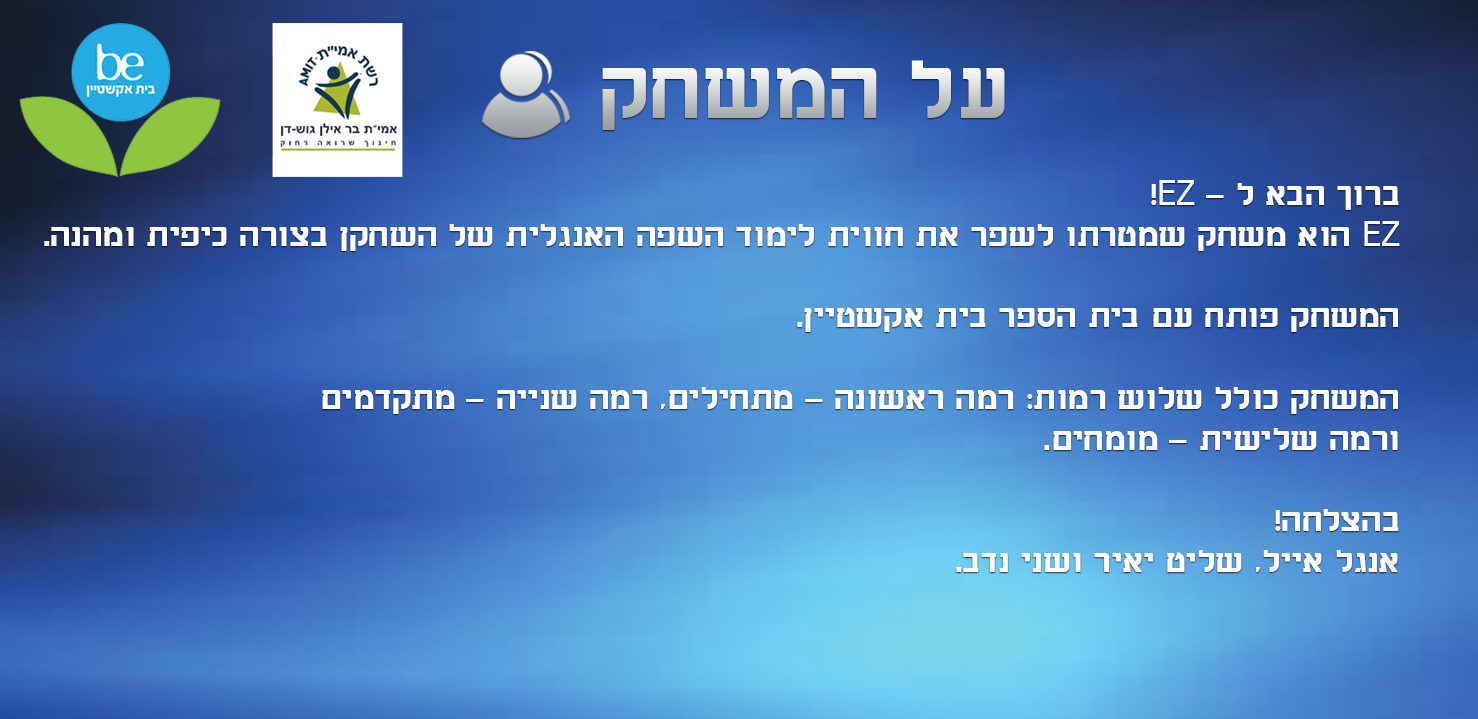 be
בית אקשטיין
רשת אמי"ת · AMIT
אמי״ת בר אילן גוש-דן
חינוך שרואה רחוק
על המשחק
ברוך הבא ל – EZ!
EZ הוא משחק שמטרתו לשפר את חווית לימוד השפה האנגלית של השחקן בצורה כיפית ומהנה.
המשחק פותח עם בית הספר בית אקשטיין.
המשחק כולל שלוש רמות: רמה ראשונה – מתחילים, רמה שנייה – מתקדמים
ורמה שלישית – מומחים.
בהצלחה!
אנגל אייל, שליט יאיר ושני נדב.